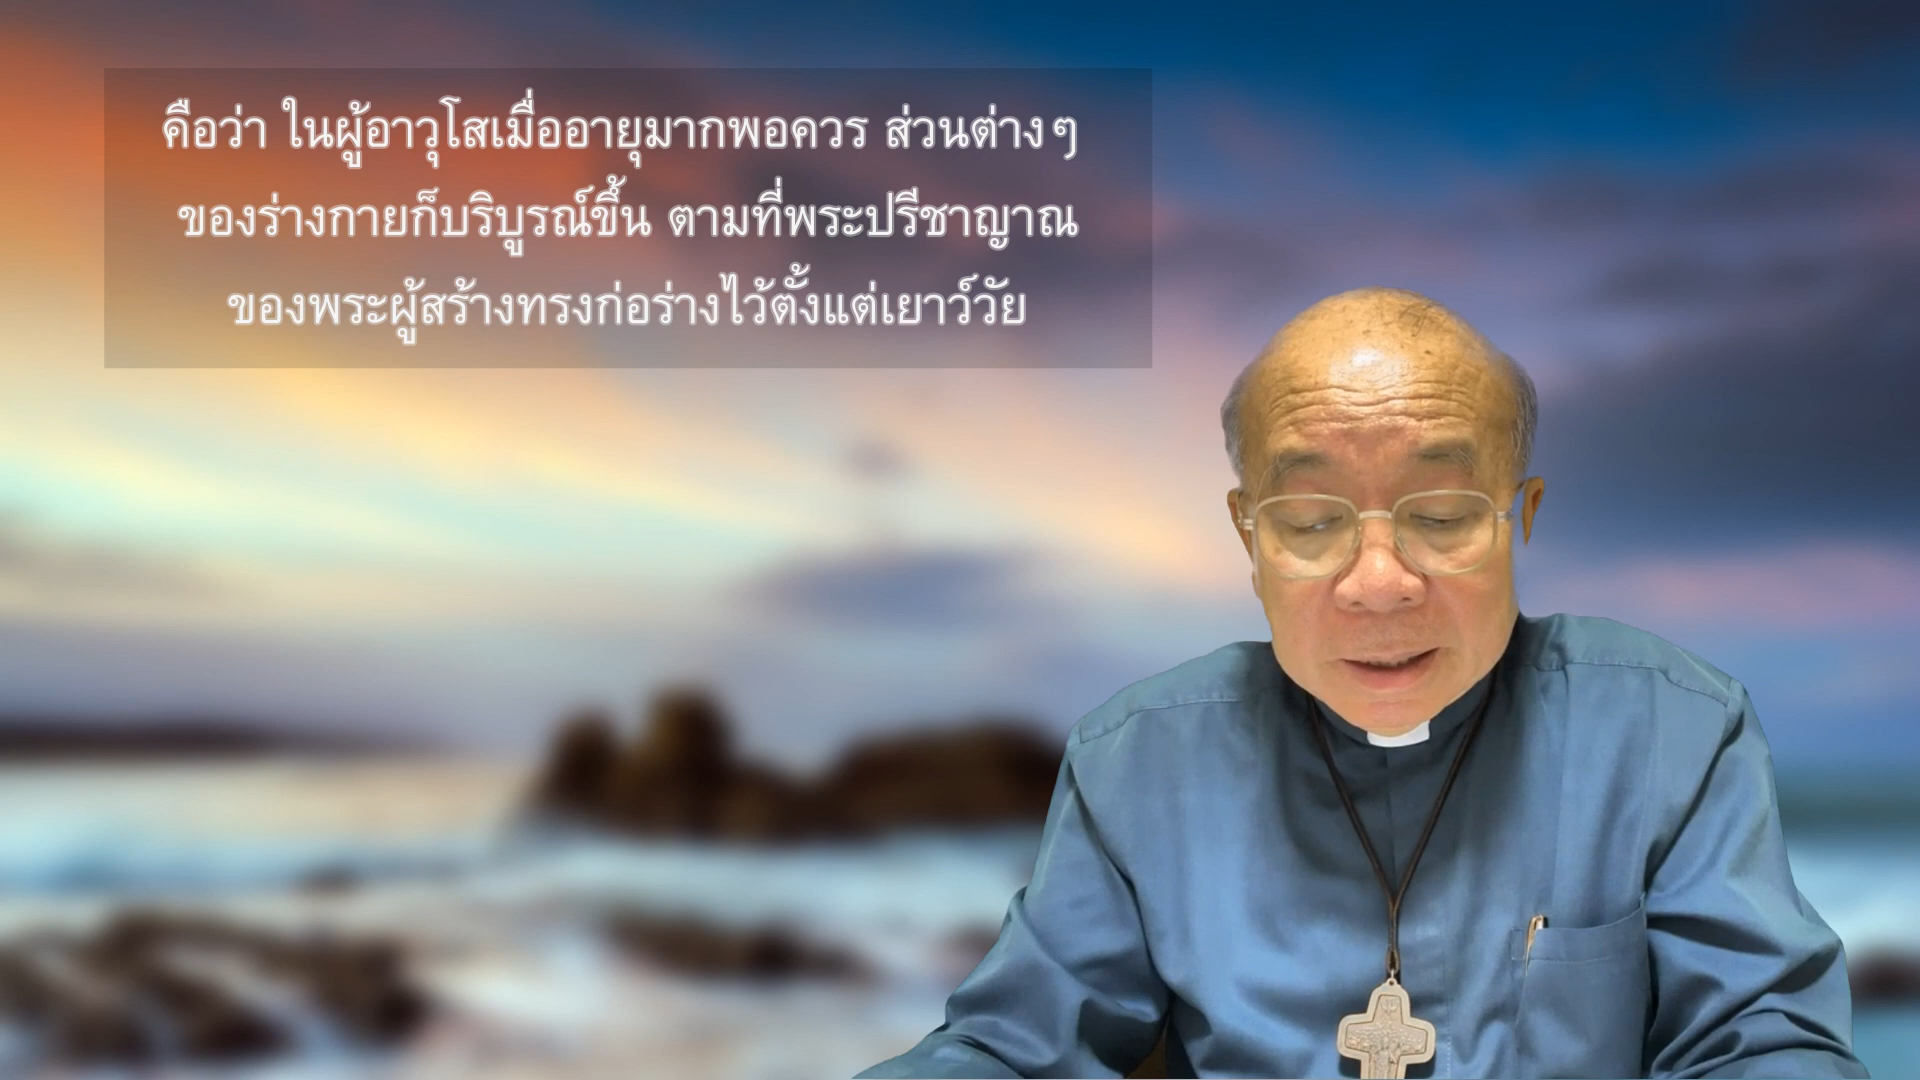 คือว่า ในผู้อาวุโสเมื่ออายุมากพอควร ส่วนต่างๆ
ของร่างกายก็บริบูรณ์ขึ้น ตามที่พระปรีชาญาณ
ของพระผู้สร้างทรงก่อร่างไว้ตั้งแต่เยาว์วัย